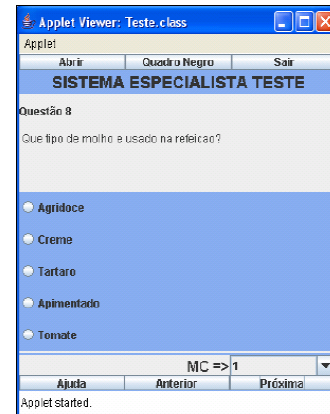 Applet Viewer: Teste.class
Applet
Abrir Quadro Negro Sair
SISTEMA ESPECIALISTA TESTE
Questão 8
Que tipo de molho e usado na refeicao?
Agridoce
Creme
Tartaro
Apimentado
Tomate
MC => 1
Ajuda Anterior Próxima
Applet started.